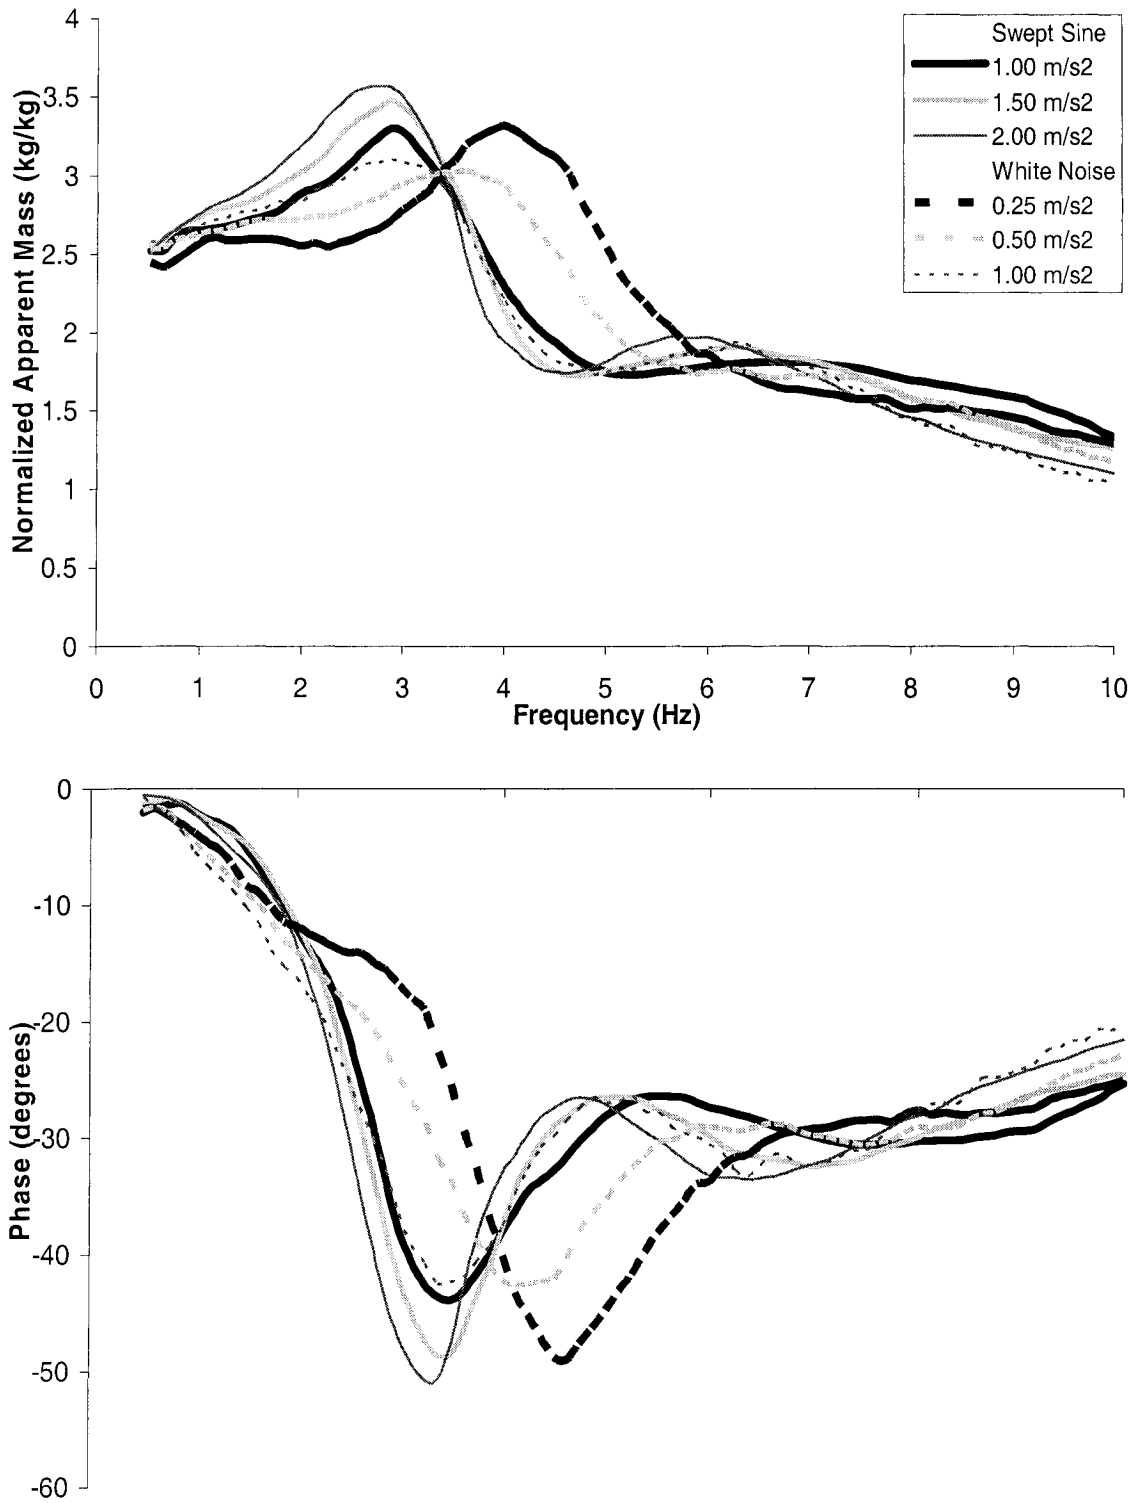 4
3.5
3
2.5
2
1.5
1
0.5
0
Normalized Apparent Mass (kg/kg)
Swept Sine
1.00 m/s2
1.50 m/s2
2.00 m/s2
White Noise
0.25 m/s2
0.50 m/s2
1.00 m/s2
0 1 2 3 4 5 6 7 8 9 10
Frequency (Hz)
0
-10
-20
-30
-40
-50
-60
Phase (degrees)